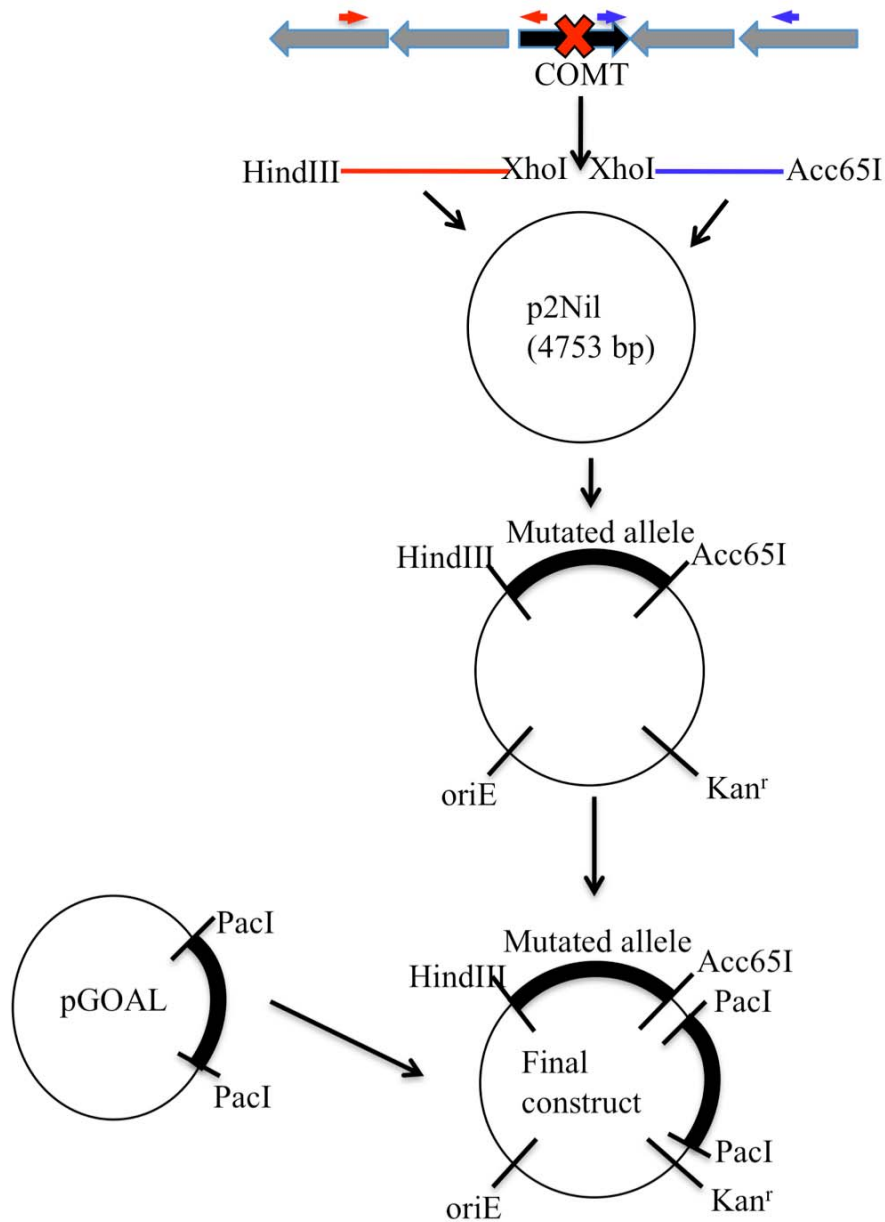 COMT
HindIII XhoI XhoI Acc65I
p2Nil
(4753 bp)
Mutated allele
HindIII Acc65I
oriE Kanʳ
PacI
pGOAL
PacI
Mutated allele
HindIII Acc65I
PacI
Final
construct
PacI
oriE Kanʳ